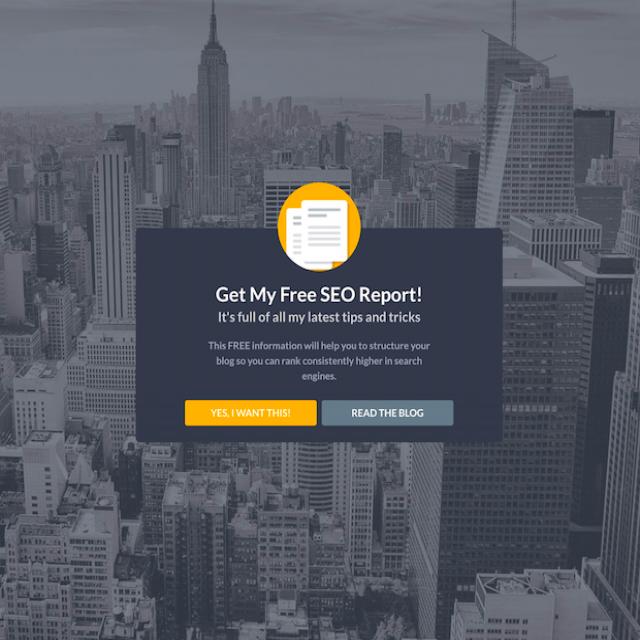 Get My Free SEO Report!
It's full of all my latest tips and tricks
This FREE information will help you to structure your
blog so you can rank consistently higher in search
engines.
YES, I WANT THIS!
READ THE BLOG